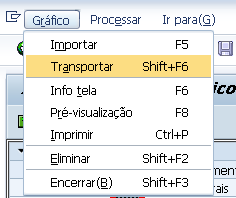 Gráfico Processar Ir para(G)
Importar F5
Transportar Shift+F6
Info tela F6
Pré-visualização F8
Imprimir Ctrl+P
Eliminar Shift+F2
Encerrar(B) Shift+F3